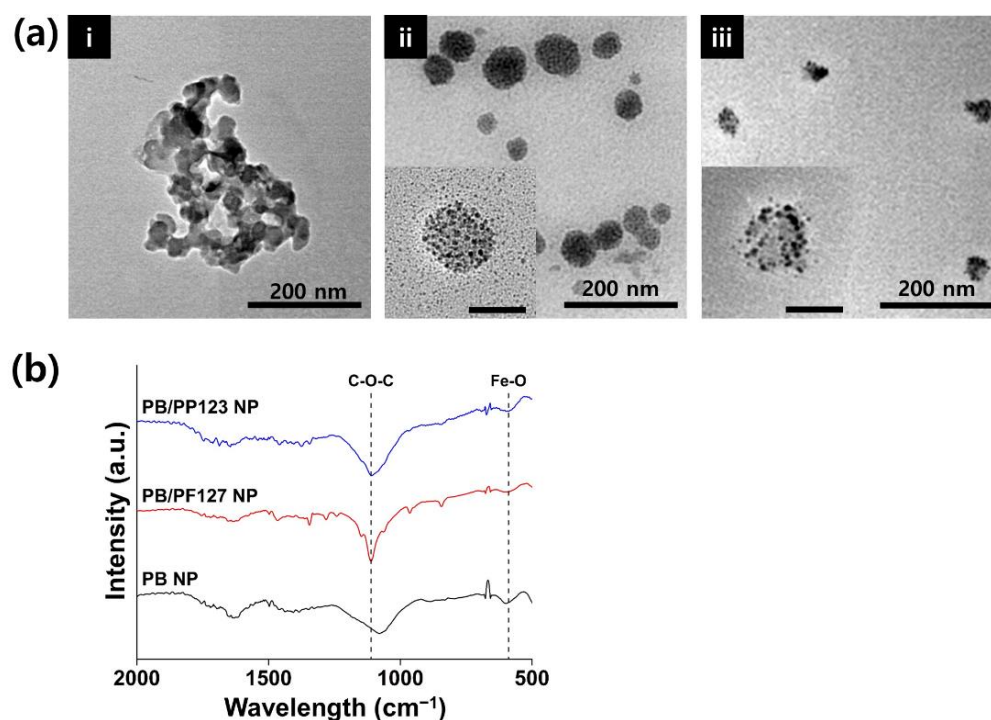 (a)
i
ii
iii
200 nm
200 nm
200 nm
(b)
C-O-C
Fe-O
PB/PP123 NP
PB/PF127 NP
PB NP
Intensity (a.u.)
2000
1500
1000
500
Wavelength (cm⁻¹)